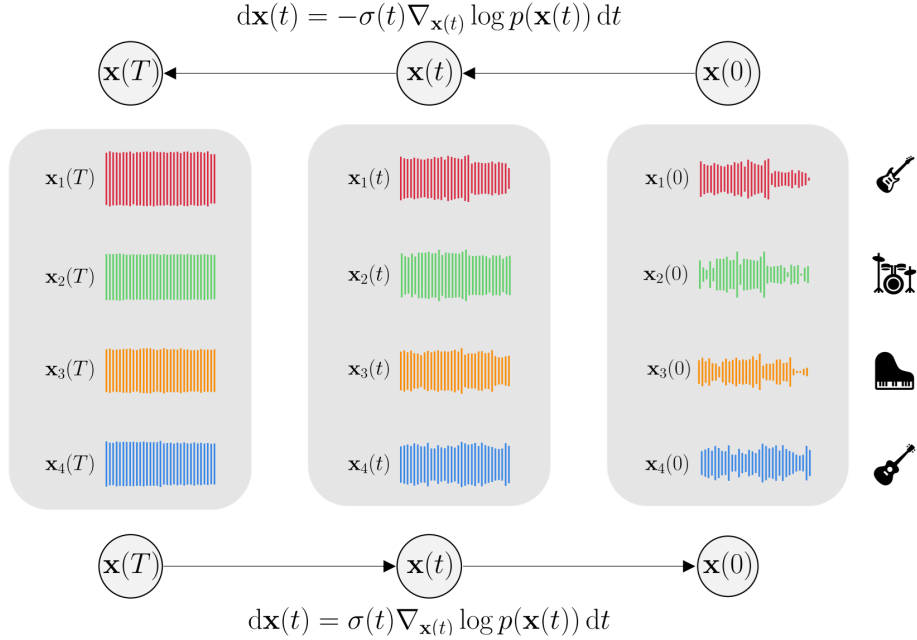 dx(t) = −σ(t)∇ₓ₍ₜ₎ log p(x(t)) dt
x(T) x(t) x(0)
x₁(T) x₁(t) x₁(0)
x₂(T) x₂(t) x₂(0)
x₃(T) x₃(t) x₃(0)
x₄(T) x₄(t) x₄(0)
x(T) x(t) x(0)
dx(t) = σ(t)∇ₓ₍ₜ₎ log p(x(t)) dt